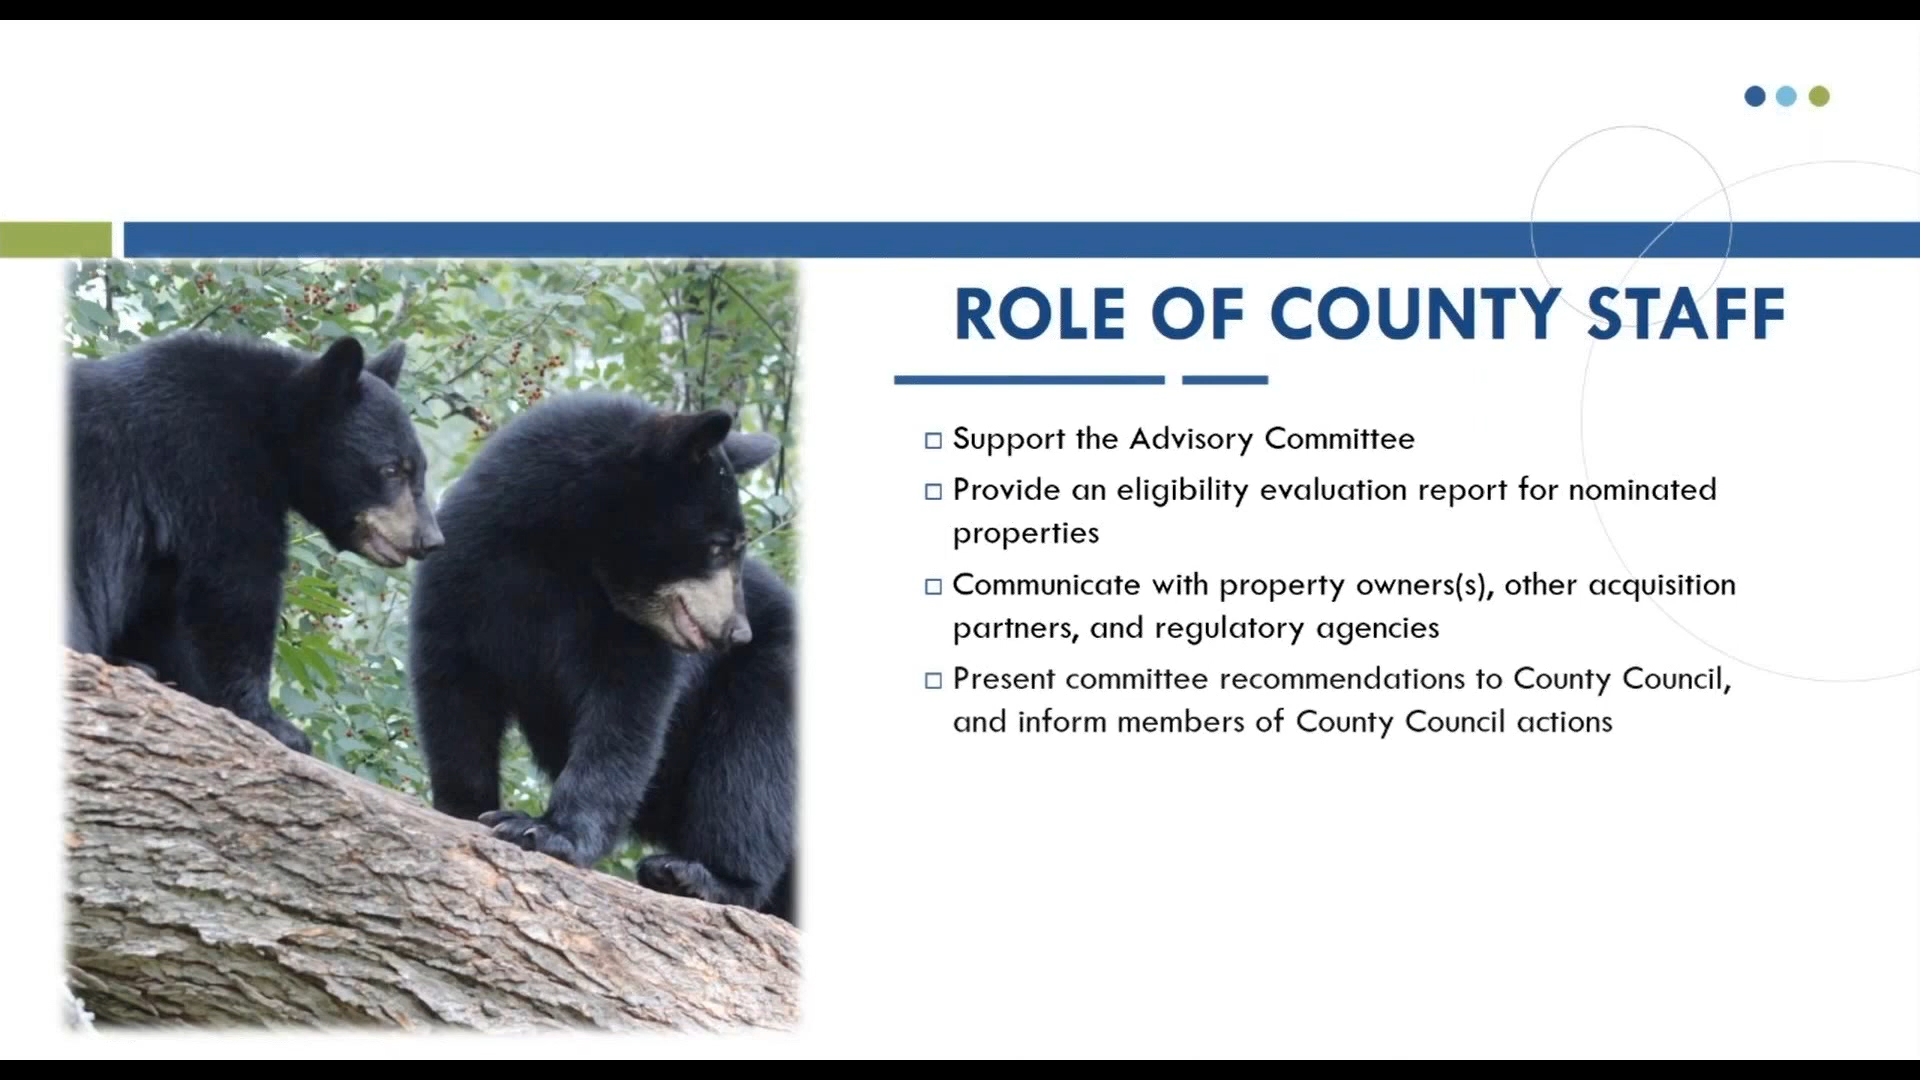 ROLE OF COUNTY STAFF
Support the Advisory Committee
Provide an eligibility evaluation report for nominated
properties
Communicate with property owners(s), other acquisition
partners, and regulatory agencies
Present committee recommendations to County Council,
and inform members of County Council actions